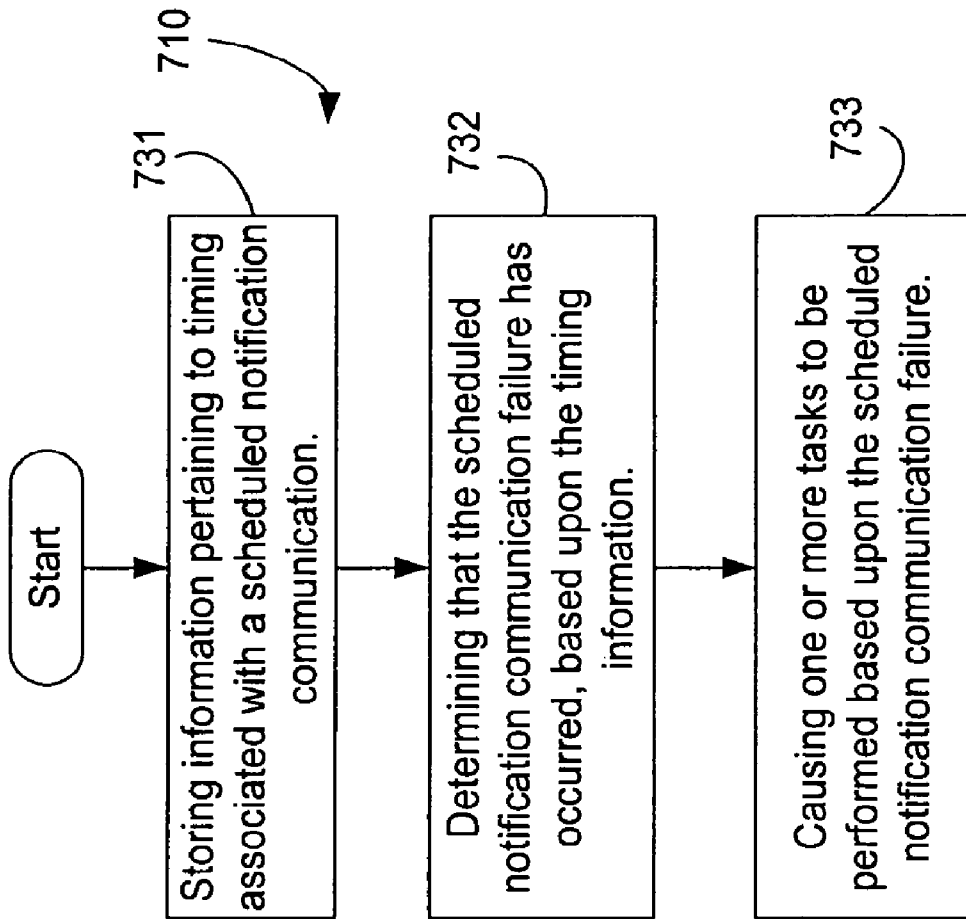 Start
710
731
Storing information pertaining to timing
associated with a scheduled notification
communication.
732
Determining that the scheduled
notification communication failure has
occurred, based upon the timing
information.
733
Causing one or more tasks to be
performed based upon the scheduled
notification communication failure.